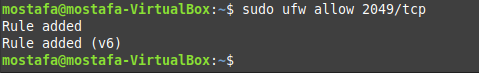 mostafa@mostafa-VirtualBox:~$ sudo ufw allow 2049/tcp
Rule added
Rule added (v6)
mostafa@mostafa-VirtualBox:~$